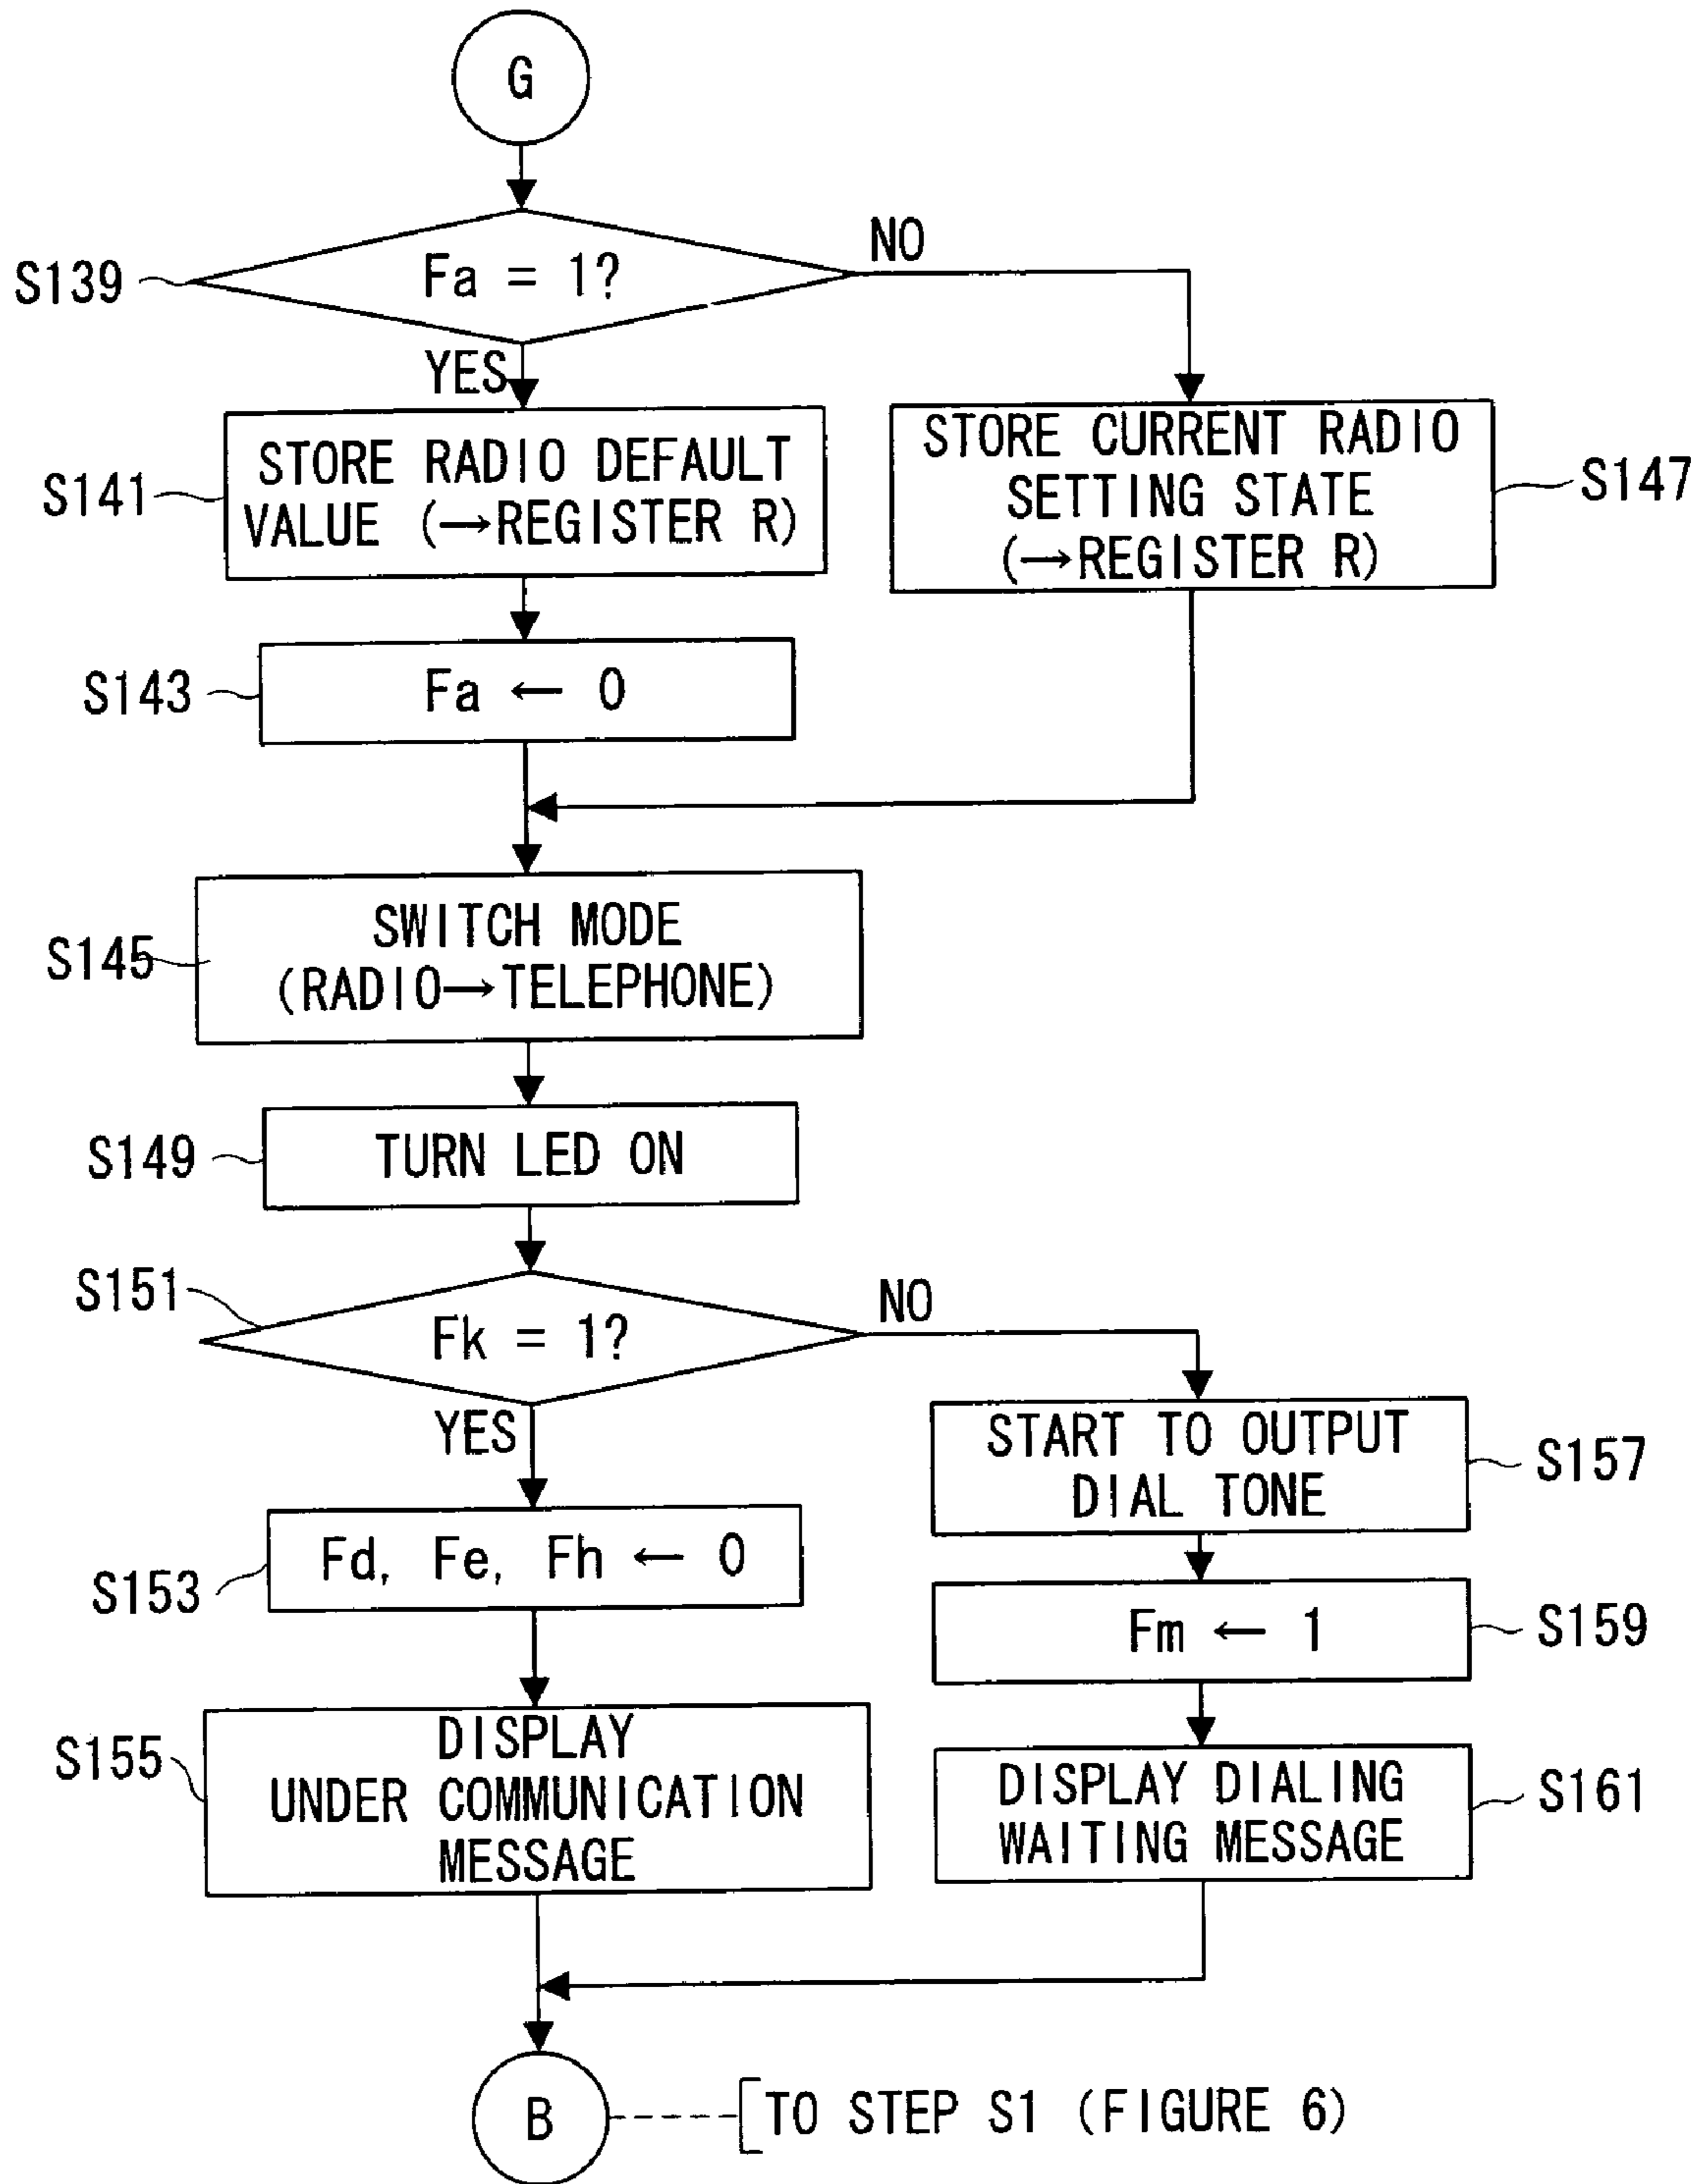 G
S139
Fa = 1?
NO
YES
S141
STORE RADIO DEFAULT
VALUE (→REGISTER R)
STORE CURRENT RADIO
SETTING STATE
(→REGISTER R)
S147
S143
Fa ← 0
S145
SWITCH MODE
(RADIO→TELEPHONE)
S149
TURN LED ON
S151
Fk = 1?
NO
YES
START TO OUTPUT
DIAL TONE
S157
S153
Fd, Fe, Fh ← 0
Fm ← 1
S159
S155
DISPLAY
UNDER COMMUNICATION
MESSAGE
DISPLAY DIALING
WAITING MESSAGE
S161
B
TO STEP S1 (FIGURE 6)